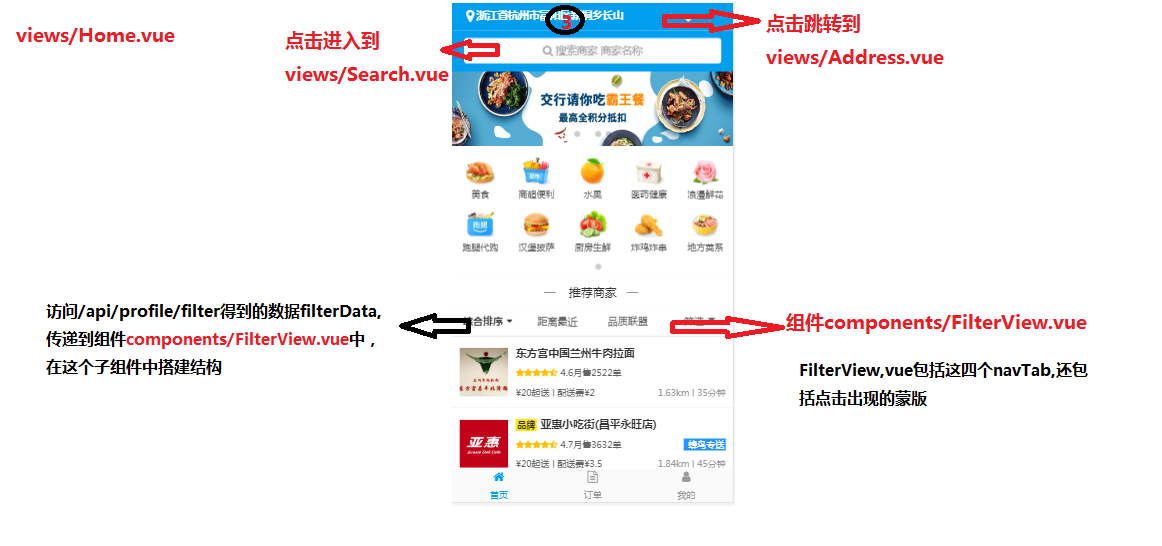 views/Home.vue
点击进入到
views/Search.vue
点击跳转到
views/Address.vue
浙江省杭州市富阳区 桐乡长山
3
搜索商家 商家名称
交行请你吃霸王餐
最高全积分抵扣
美食 商超便利 水果 医药健康 浪漫鲜花
跑腿
跑腿代购 汉堡披萨 厨房生鲜 炸鸡炸串 地方菜系
— 推荐商家 —
访问/api/profile/filter得到的数据filterData,
传递到组件components/FilterView.vue中，
在这个子组件中搭建结构
综合排序 距离最近 品质联盟 筛选
组件components/FilterView.vue
FilterView,vue包括这四个navTab,还包
括点击出现的蒙版
东方宫中国兰州牛肉拉面
4.6月售2522单
¥20起送 | 配送费¥2 1.63km | 35分钟
品牌 亚惠小吃街(昌平永旺店)
亚惠
4.7月售3632单 蜂鸟专送
¥20起送 | 配送费¥3.5 1.84km | 45分钟
首页 订单 我的